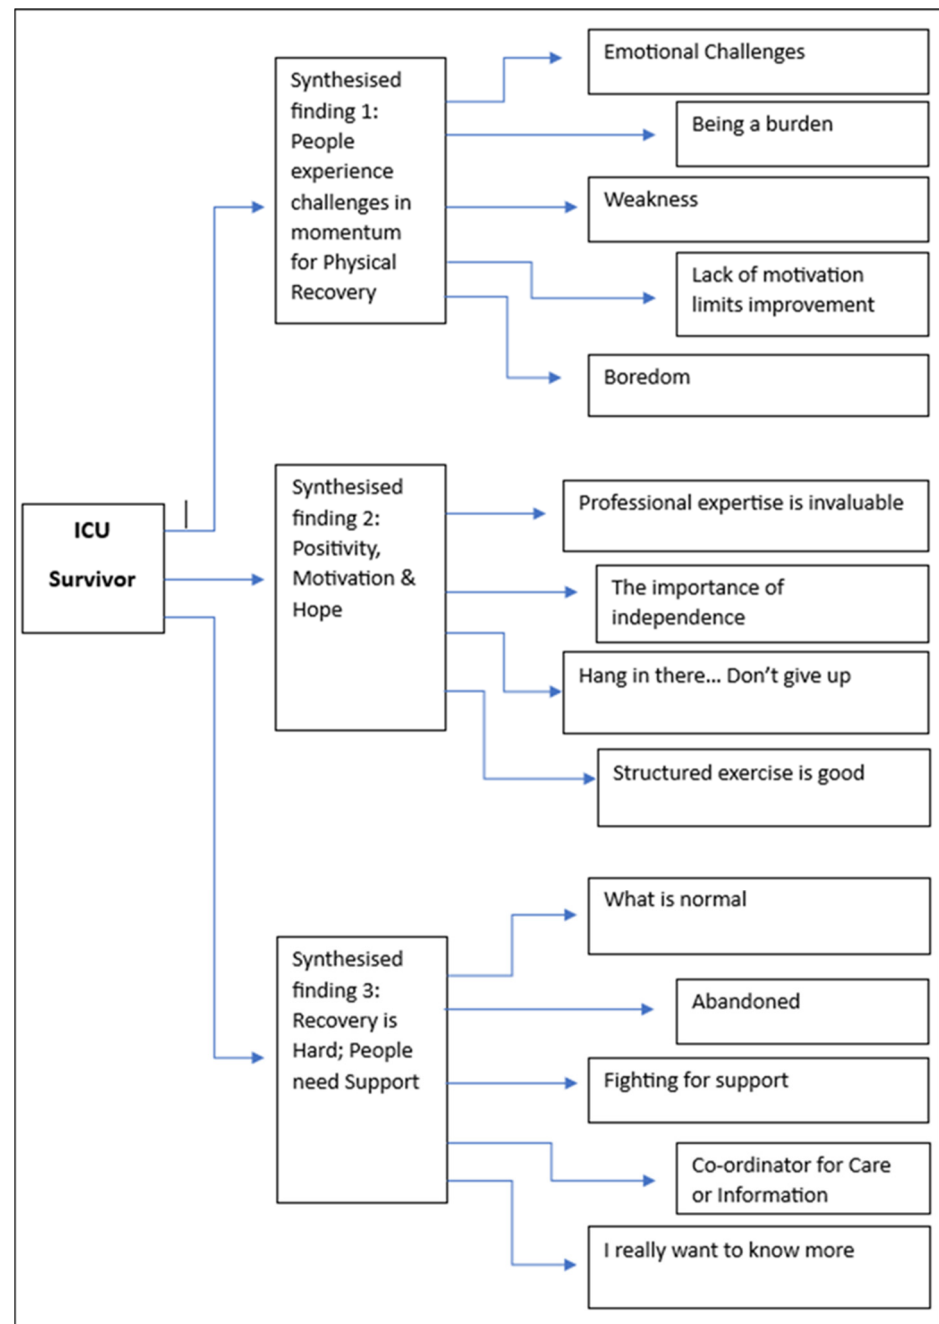 Synthesised
finding 1:
People
experience
challenges in
momentum
for Physical
Recovery
Emotional Challenges
Being a burden
Weakness
Lack of motivation
limits improvement
Boredom
ICU
Survivor
Synthesised
finding 2:
Positivity,
Motivation &
Hope
Professional expertise is invaluable
The importance of
independence
Hang in there... Don't give up
Structured exercise is good
Synthesised
finding 3:
Recovery is
Hard; People
need Support
What is normal
Abandoned
Fighting for support
Co-ordinator for Care
or Information
I really want to know more